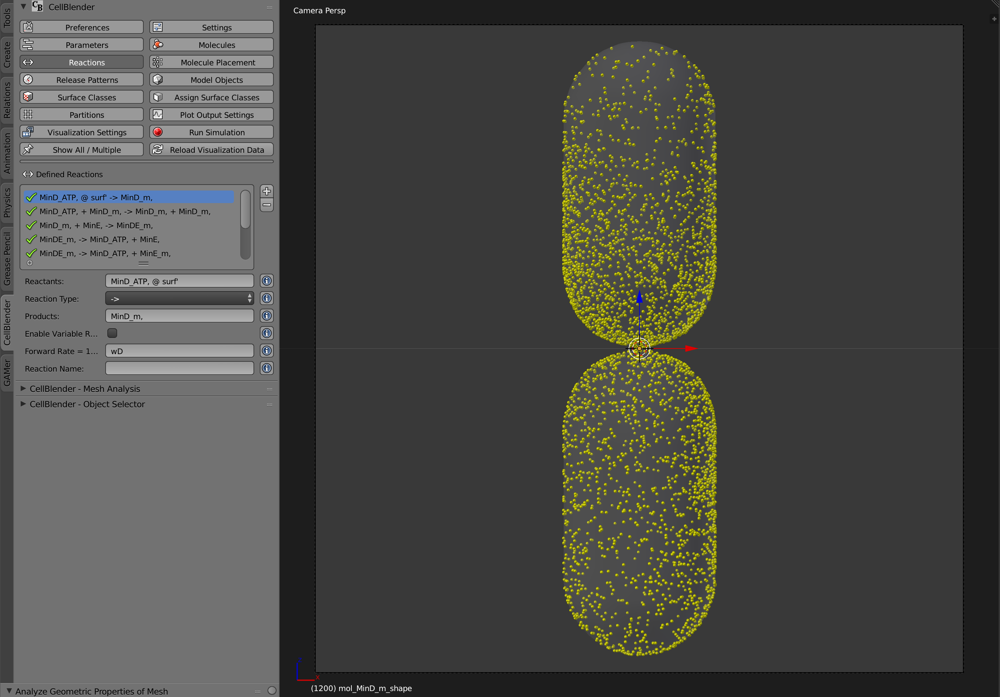 Tools
Create
Relations
Animation
Physics
Grease Pencil
CellBlender
GAMer
CB CellBlender
Preferences
Settings
Parameters
Molecules
Reactions
Molecule Placement
Release Patterns
Model Objects
Surface Classes
Assign Surface Classes
Partitions
Plot Output Settings
Visualization Settings
Run Simulation
Show All / Multiple
Reload Visualization Data
Defined Reactions
MinD_ATP, @ surf' -> MinD_m,
MinD_ATP, + MinD_m, -> MinD_m, + MinD_m,
MinD_m, + MinE, -> MinDE_m,
MinDE_m, -> MinD_ATP, + MinE,
MinDE_m, -> MinD_ATP, + MinE_m,
Reactants: MinD_ATP, @ surf'
Reaction Type: ->
Products: MinD_m,
Enable Variable R...
Forward Rate = 1... wD
Reaction Name:
CellBlender - Mesh Analysis
CellBlender - Object Selector
Analyze Geometric Properties of Mesh
Camera Persp
z
x
(1200) mol_MinD_m_shape